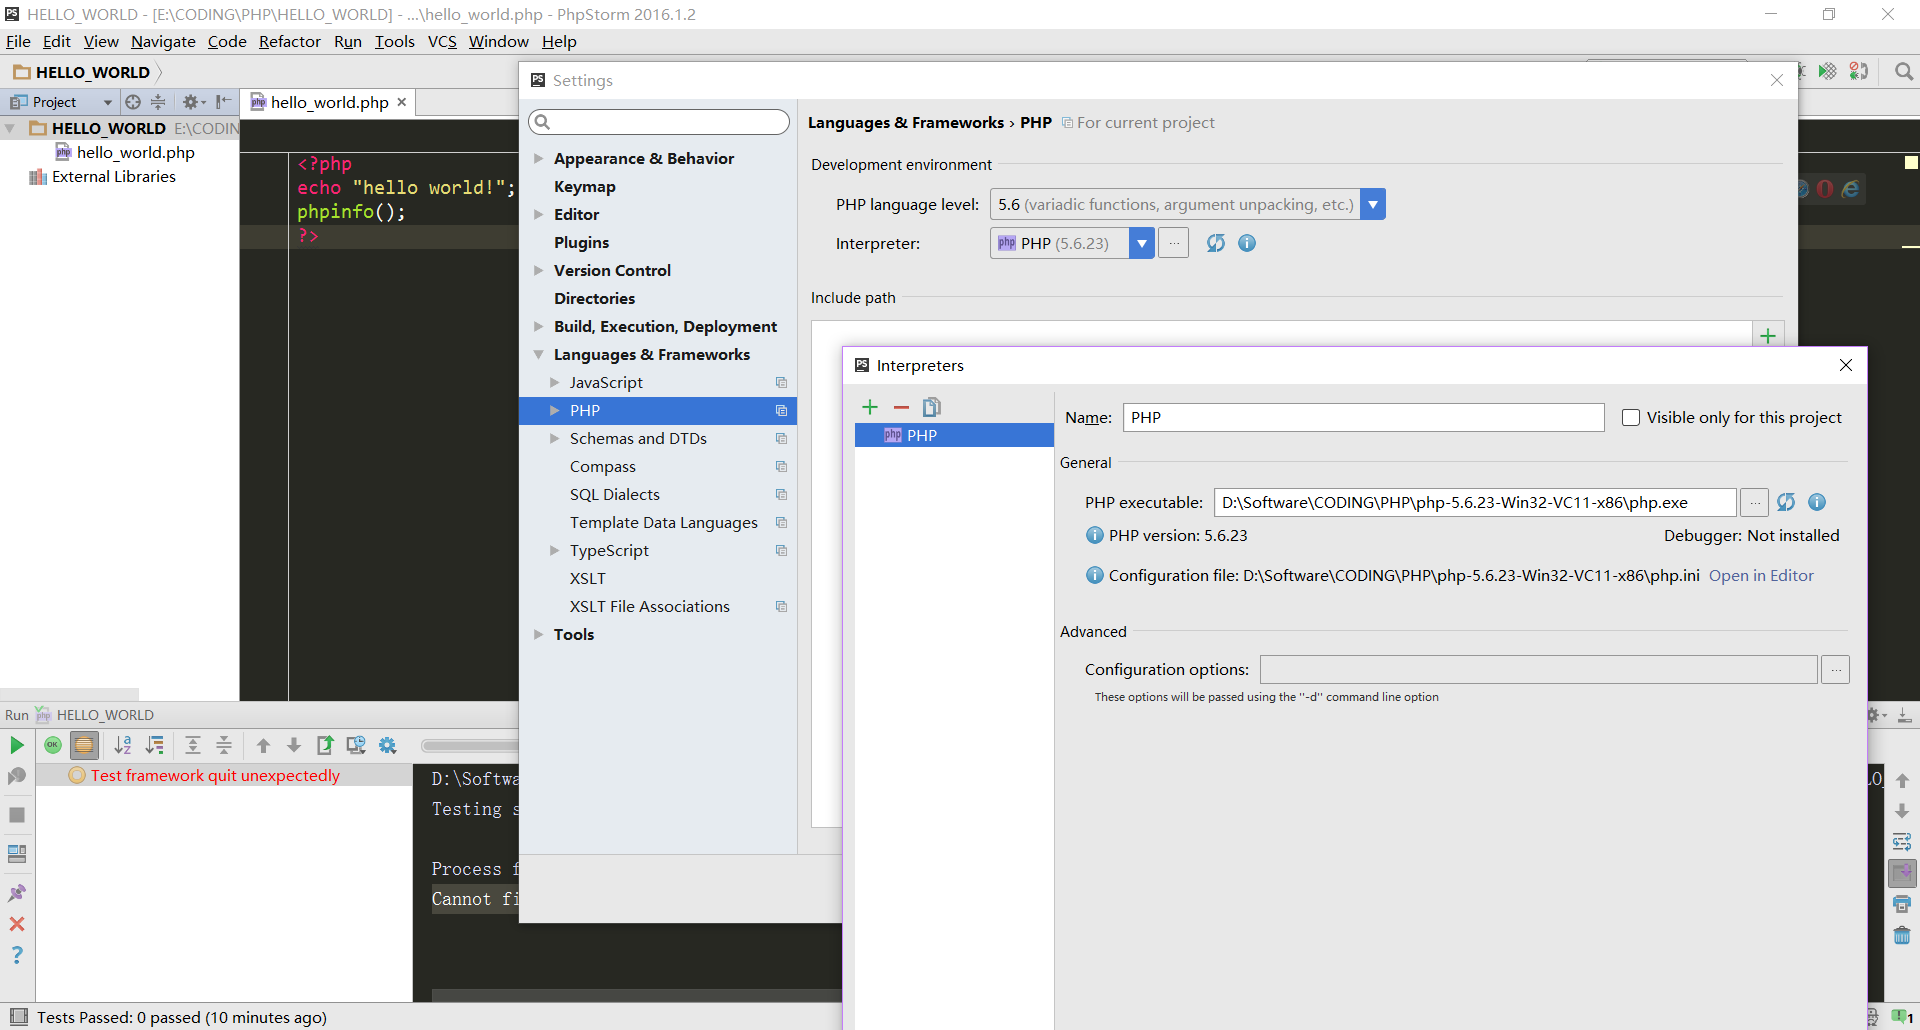 HELLO_WORLD - [E:\CODING\PHP\HELLO_WORLD] - ...\hello_world.php - PhpStorm 2016.1.2
File Edit View Navigate Code Refactor Run Tools VCS Window Help
HELLO_WORLD
Project
hello_world.php
HELLO_WORLD E:\CODIN
hello_world.php
External Libraries
<?php
echo "hello world!";
phpinfo();
?>
Settings
Appearance & Behavior
Keymap
Editor
Plugins
Version Control
Directories
Build, Execution, Deployment
Languages & Frameworks
JavaScript
PHP
Schemas and DTDs
Compass
SQL Dialects
Template Data Languages
TypeScript
XSLT
XSLT File Associations
Tools
Languages & Frameworks › PHP For current project
Development environment
PHP language level: 5.6 (variadic functions, argument unpacking, etc.)
Interpreter: php PHP (5.6.23) ...
Include path
Interpreters
php PHP
Name: PHP Visible only for this project
General
PHP executable: D:\Software\CODING\PHP\php-5.6.23-Win32-VC11-x86\php.exe ...
PHP version: 5.6.23 Debugger: Not installed
Configuration file: D:\Software\CODING\PHP\php-5.6.23-Win32-VC11-x86\php.ini Open in Editor
Advanced
Configuration options: ...
These options will be passed using the "-d" command line option
Run php HELLO_WORLD
OK
Test framework quit unexpectedly
D:\Softwa
Testing s
Process f
Cannot fi
LO_
Tests Passed: 0 passed (10 minutes ago)
1